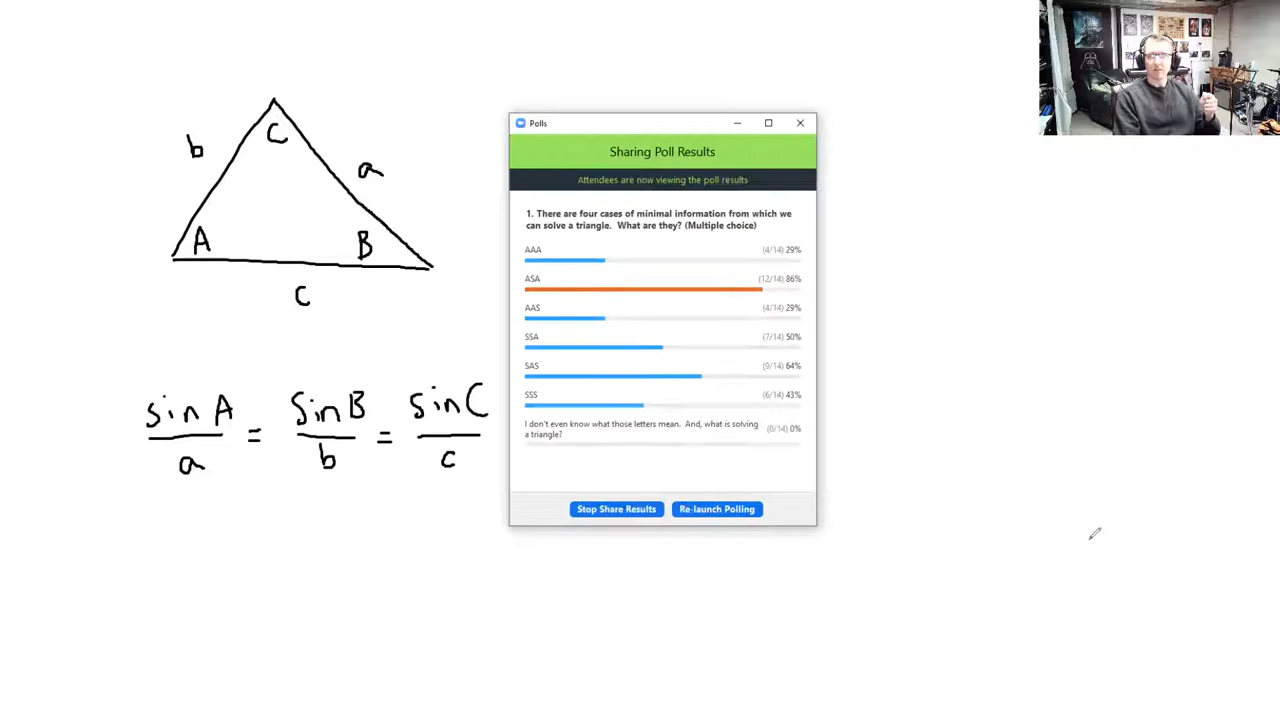 C
b
a
A
B
c
sin A = sin B = sin C
a b c
Polls
Sharing Poll Results
Attendees are now viewing the poll results
1. There are four cases of minimal information from which we
can solve a triangle. What are they? (Multiple choice)
AAA (4/14) 29%
ASA (12/14) 86%
AAS (4/14) 29%
SSA (7/14) 50%
SAS (9/14) 64%
SSS (6/14) 43%
I don't even know what those letters mean. And, what is solving
a triangle? (0/14) 0%
Stop Share Results Re-launch Polling